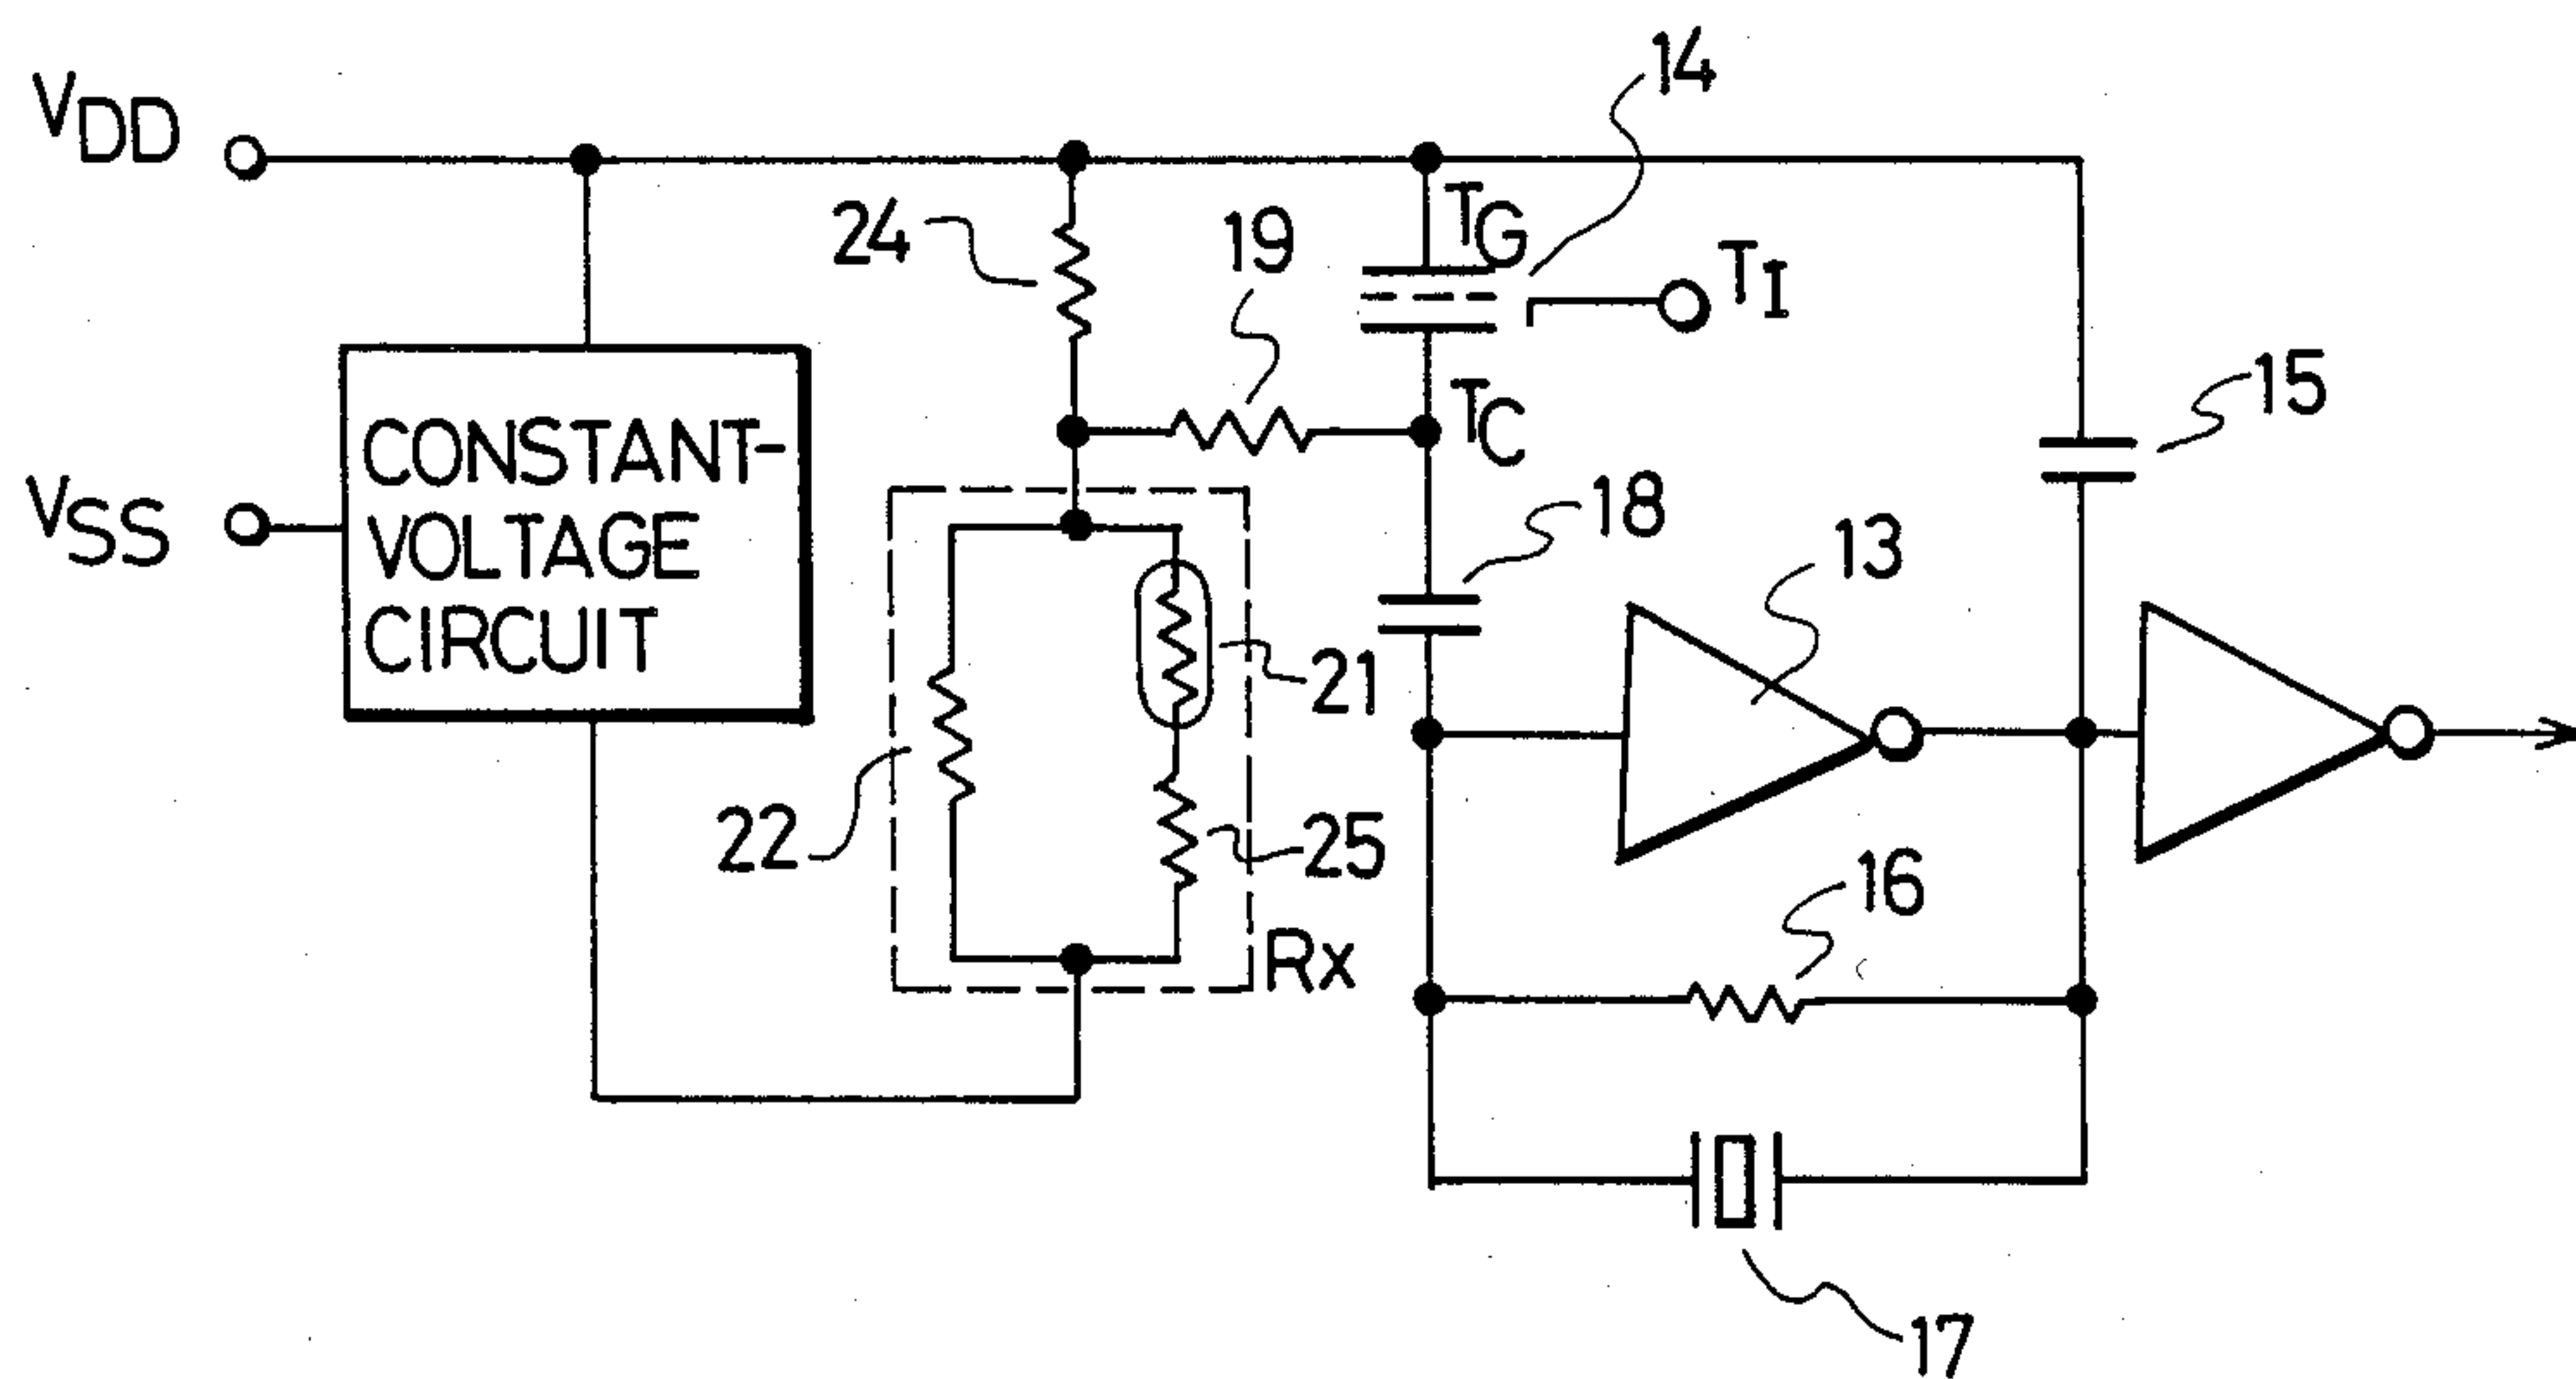 14
VDD
TG
24
19
TI
15
CONSTANT-
VOLTAGE
CIRCUIT
TC
VSS
18
13
21
22
25
16
Rx
17